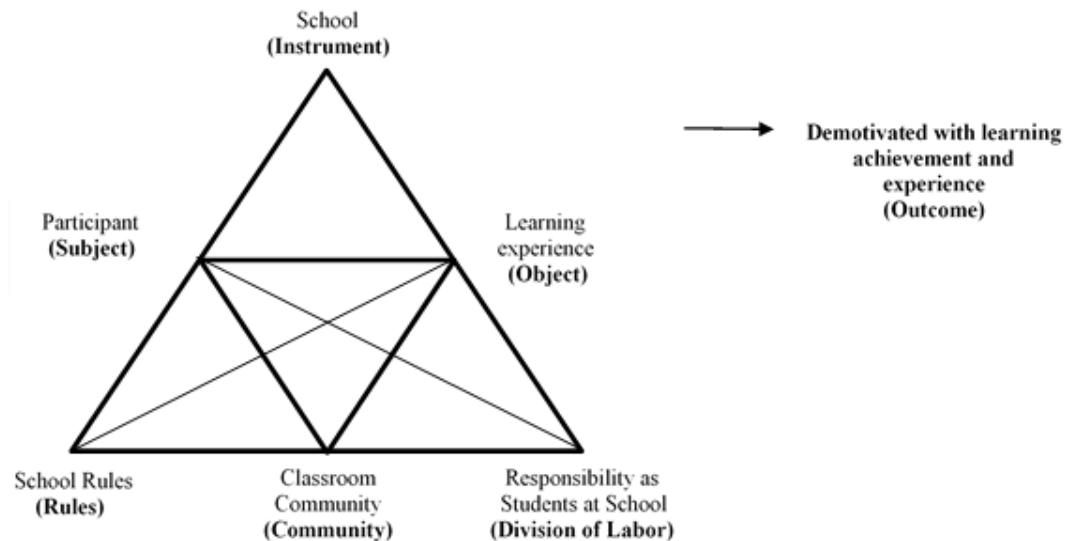 School
(Instrument)
Demotivated with learning
achievement and
experience
(Outcome)
Participant
(Subject)
Learning
experience
(Object)
School Rules
(Rules)
Classroom
Community
(Community)
Responsibility as
Students at School
(Division of Labor)